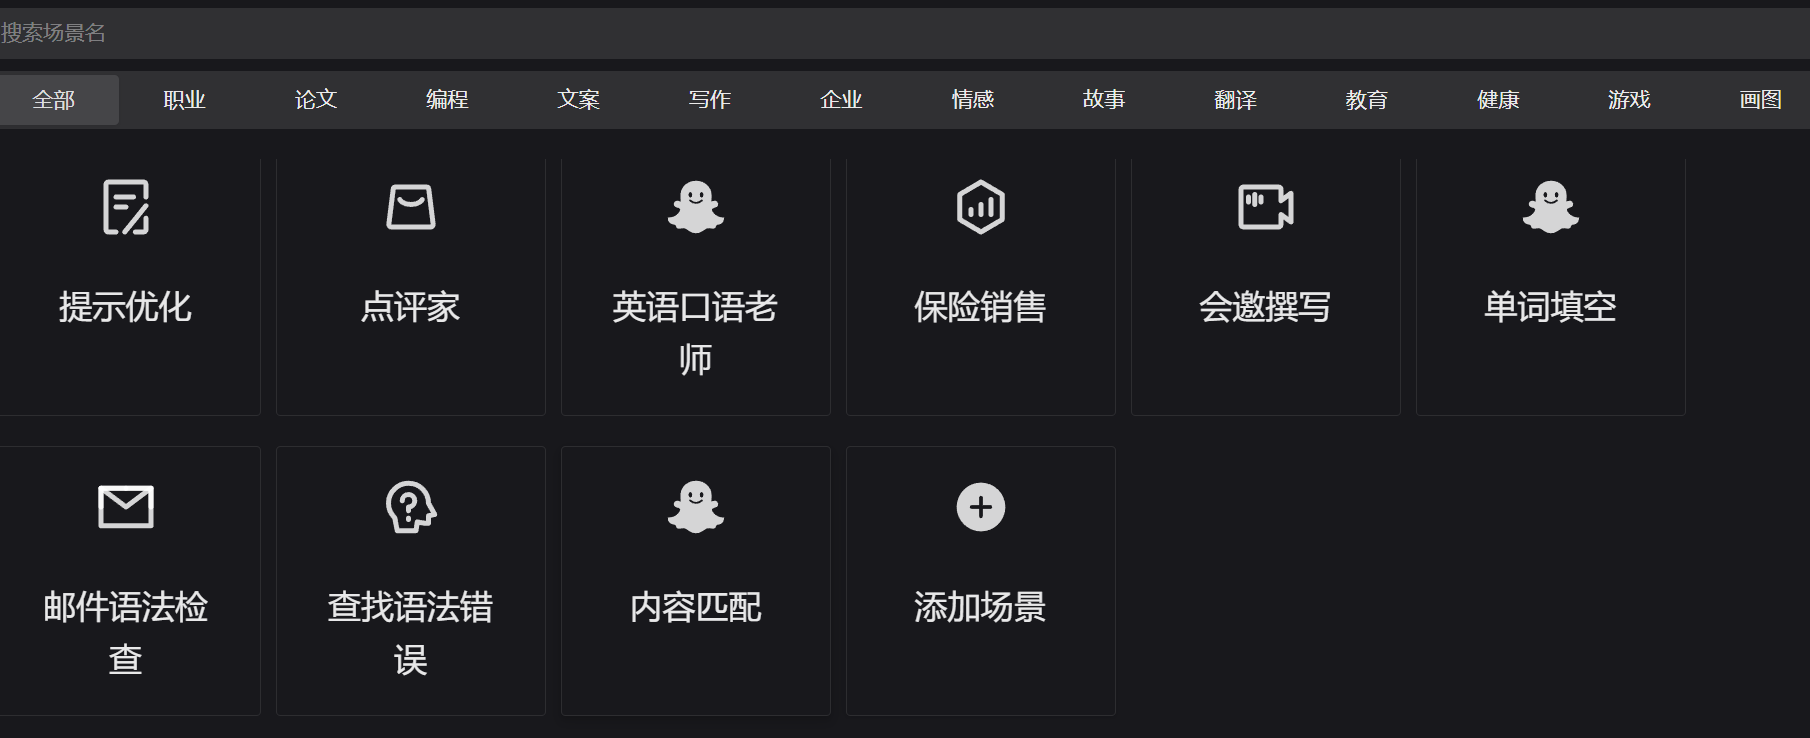 搜索场景名
全部 职业 论文 编程 文案 写作 企业 情感 故事 翻译 教育 健康 游戏 画图
提示优化 点评家 英语口语老 保险销售 会邀撰写 单词填空
师
邮件语法检 查找语法错 内容匹配 添加场景
查 误